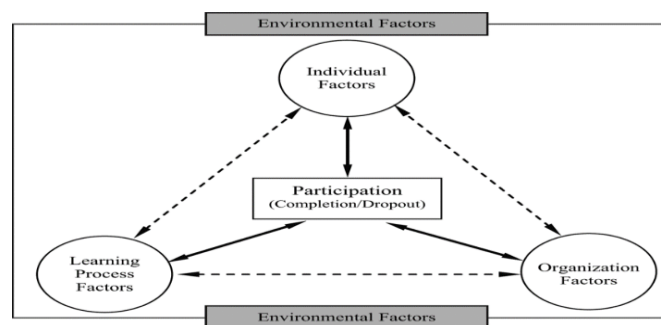 Environmental Factors
Individual
Factors
Participation
(Completion/Dropout)
Learning
Process
Factors
Organization
Factors
Environmental Factors